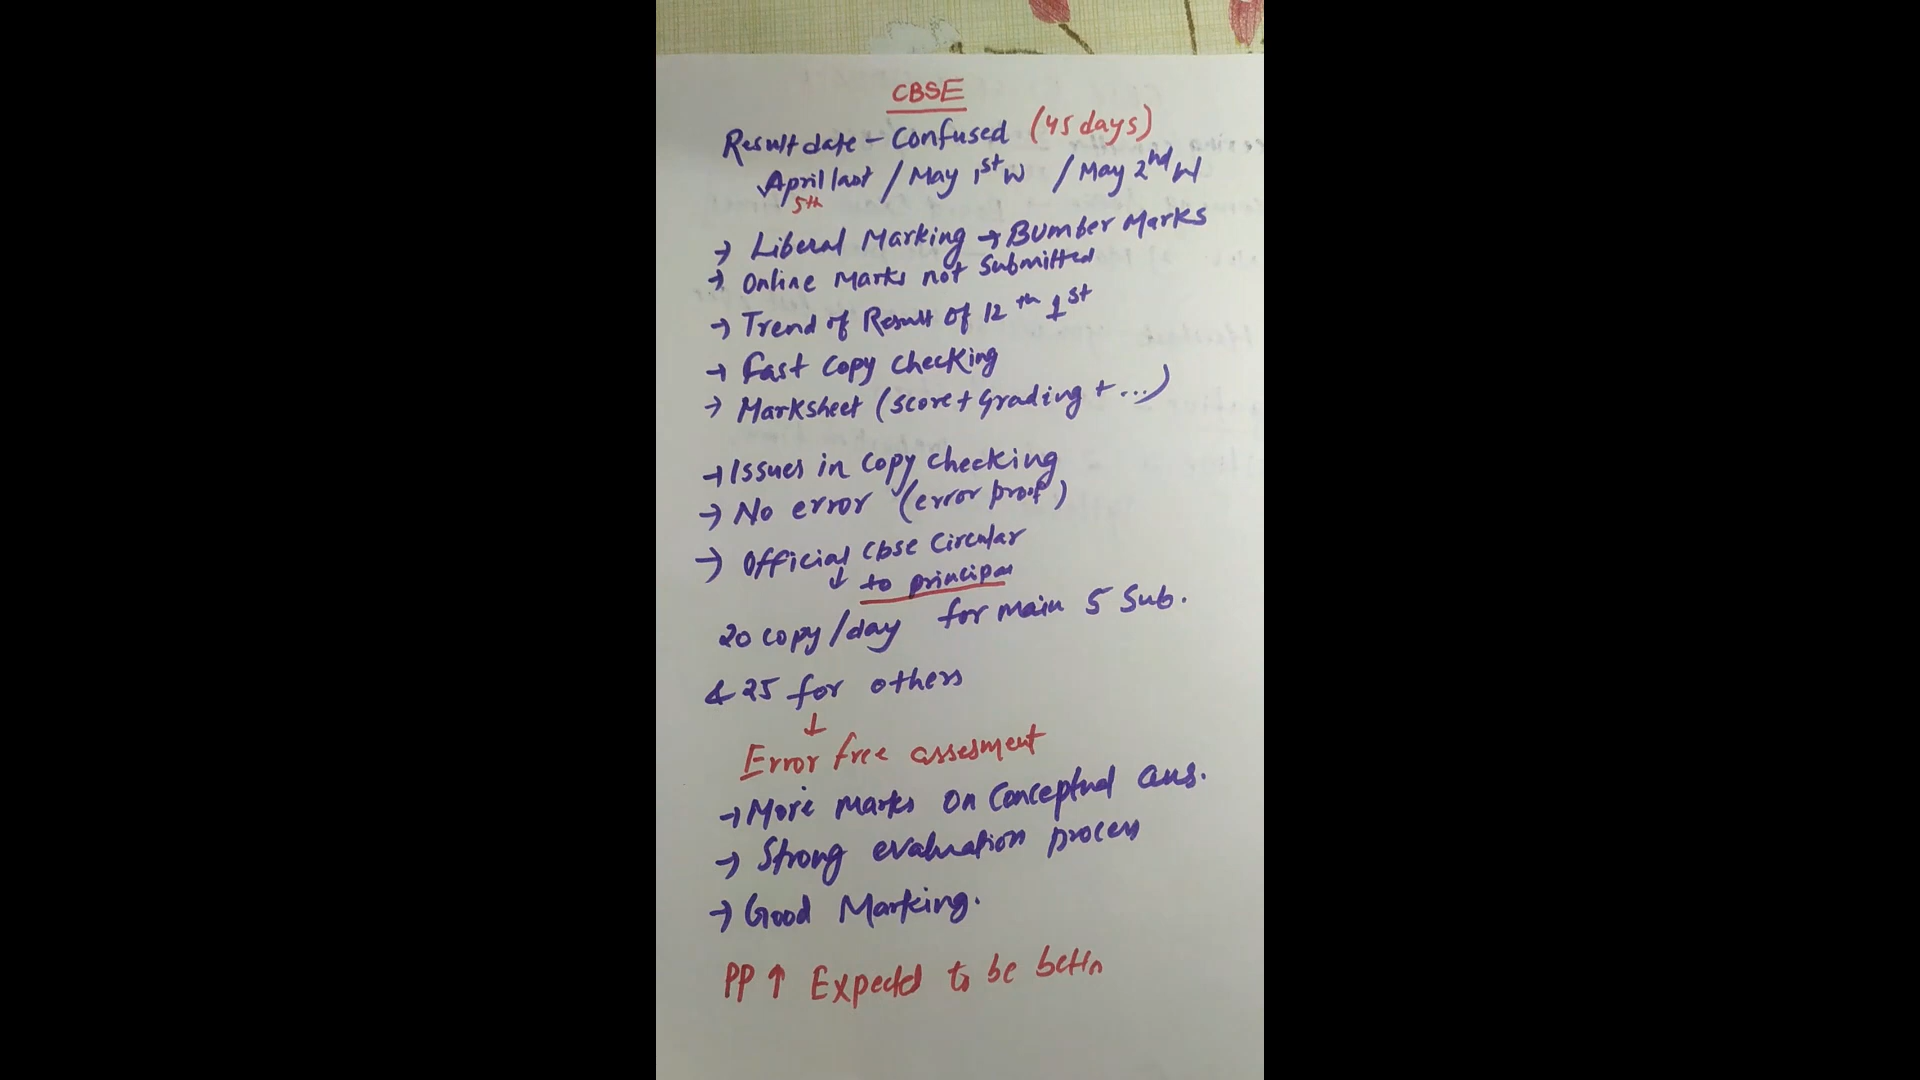 CBSE
Result date - Confused (45 days)
April last / May 1st W / May 2nd W
5th
→ Liberal Marking → Bumber Marks
→ Online Marks not Submitted
→ Trend of Result Of 12th 1st
→ Fast Copy Checking
→ Marksheet (Score + Grading + ...)
→ Issues in Copy Checking
→ No error (error proof)
→ Official Cbse Circular
↓ to principal
20 copy/day for main 5 Sub.
& 25 for others
↓
Error free assesment
→ More marks On Conceptual ans.
→ Strong evaluation process
→ Good Marking.
PP ↑ Expected to be better